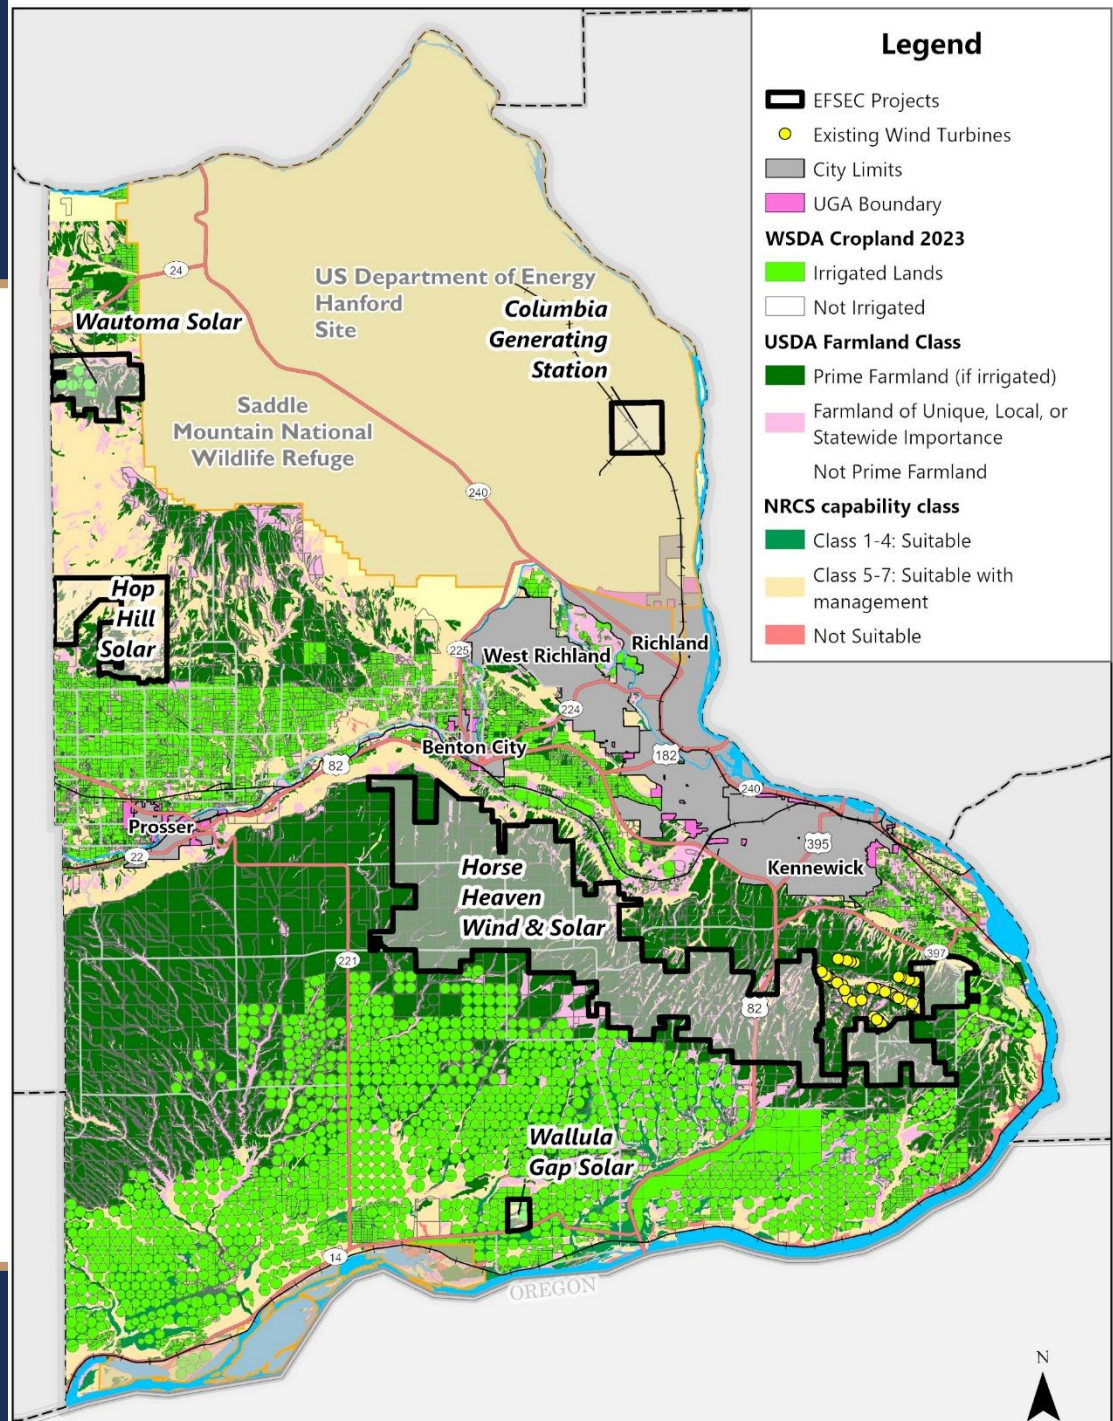 Legend
EFSEC Projects
Existing Wind Turbines
City Limits
UGA Boundary
WSDA Cropland 2023
Irrigated Lands
Not Irrigated
USDA Farmland Class
Prime Farmland (if irrigated)
Farmland of Unique, Local, or
Statewide Importance
Not Prime Farmland
NRCS capability class
Class 1-4: Suitable
Class 5-7: Suitable with
management
Not Suitable
24
US Department of Energy
Hanford
Site
Columbia
Generating
Station
Wautoma Solar
Saddle
Mountain National
Wildlife Refuge
240
Hop
Hill
Solar
225
West Richland
Richland
224
Benton City
182
82
240
Prosser
22
395
Kennewick
Horse
Heaven
Wind & Solar
221
397
82
Wallula
Gap Solar
14
OREGON
N